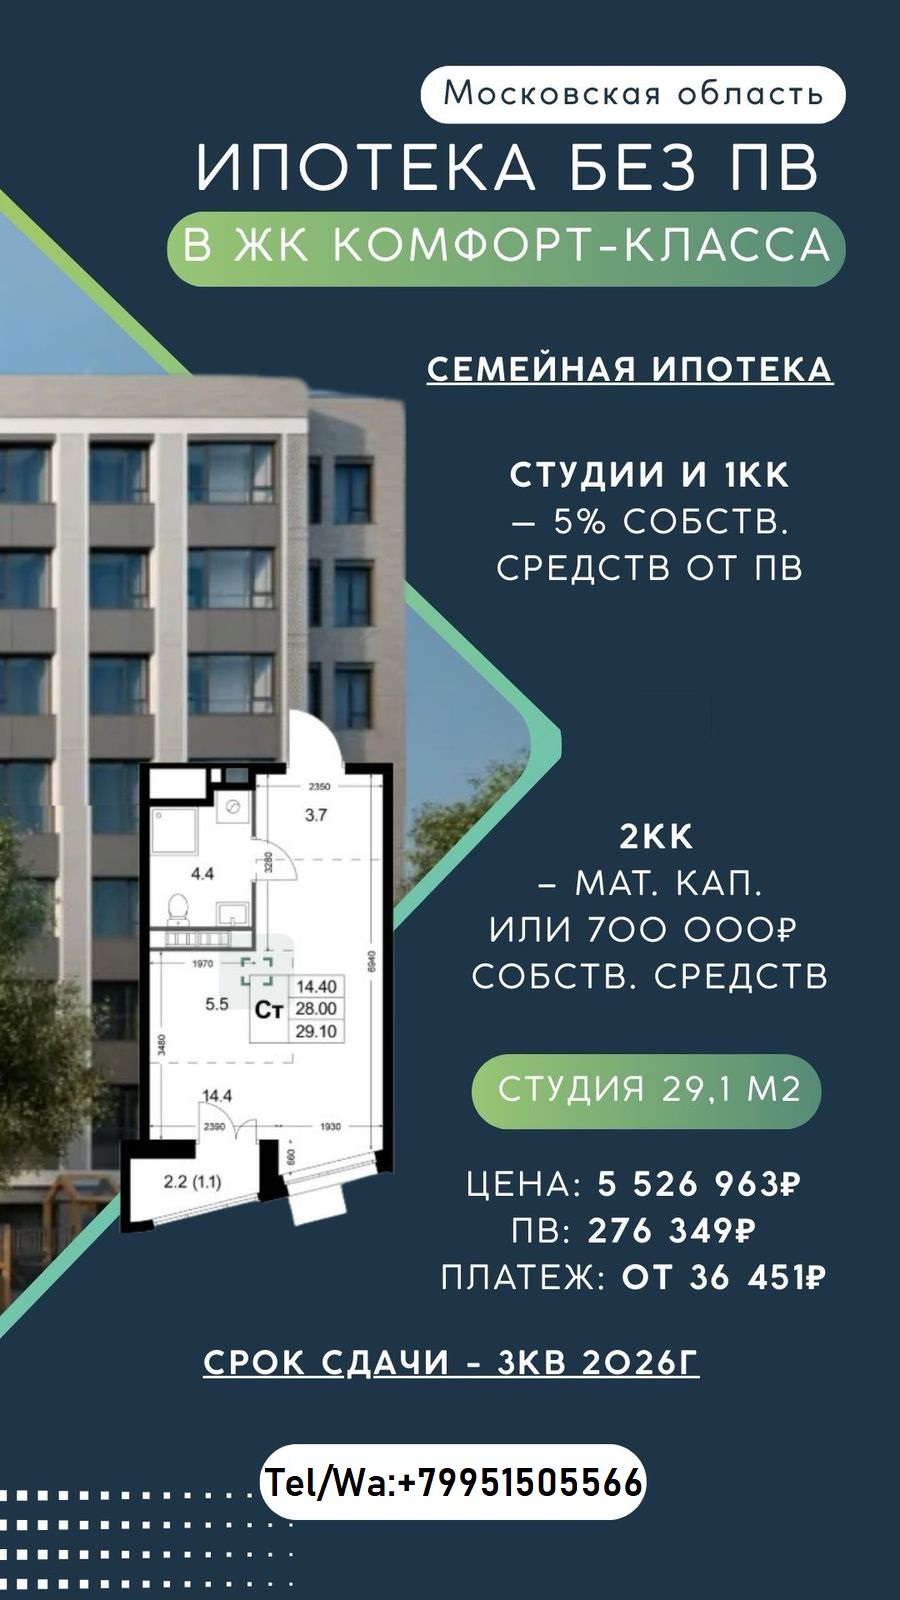 Московская область
ИПОТЕКА БЕЗ ПВ
В ЖК КОМФОРТ-КЛАССА
СЕМЕЙНАЯ ИПОТЕКА
СТУДИИ И 1КК
– 5% СОБСТВ.
СРЕДСТВ ОТ ПВ
2350
3.7
3280
4.4
1970
6940
5.5
Ст
14.40
28.00
29.10
3480
14.4
2390
1930
660
2.2 (1.1)
2КК
– МАТ. КАП.
ИЛИ 700 000₽
СОБСТВ. СРЕДСТВ
СТУДИЯ 29,1 М2
ЦЕНА: 5 526 963₽
ПВ: 276 349₽
ПЛАТЕЖ: ОТ 36 451₽
СРОК СДАЧИ - 3КВ 2026Г
Tel/Wa:+79951505566